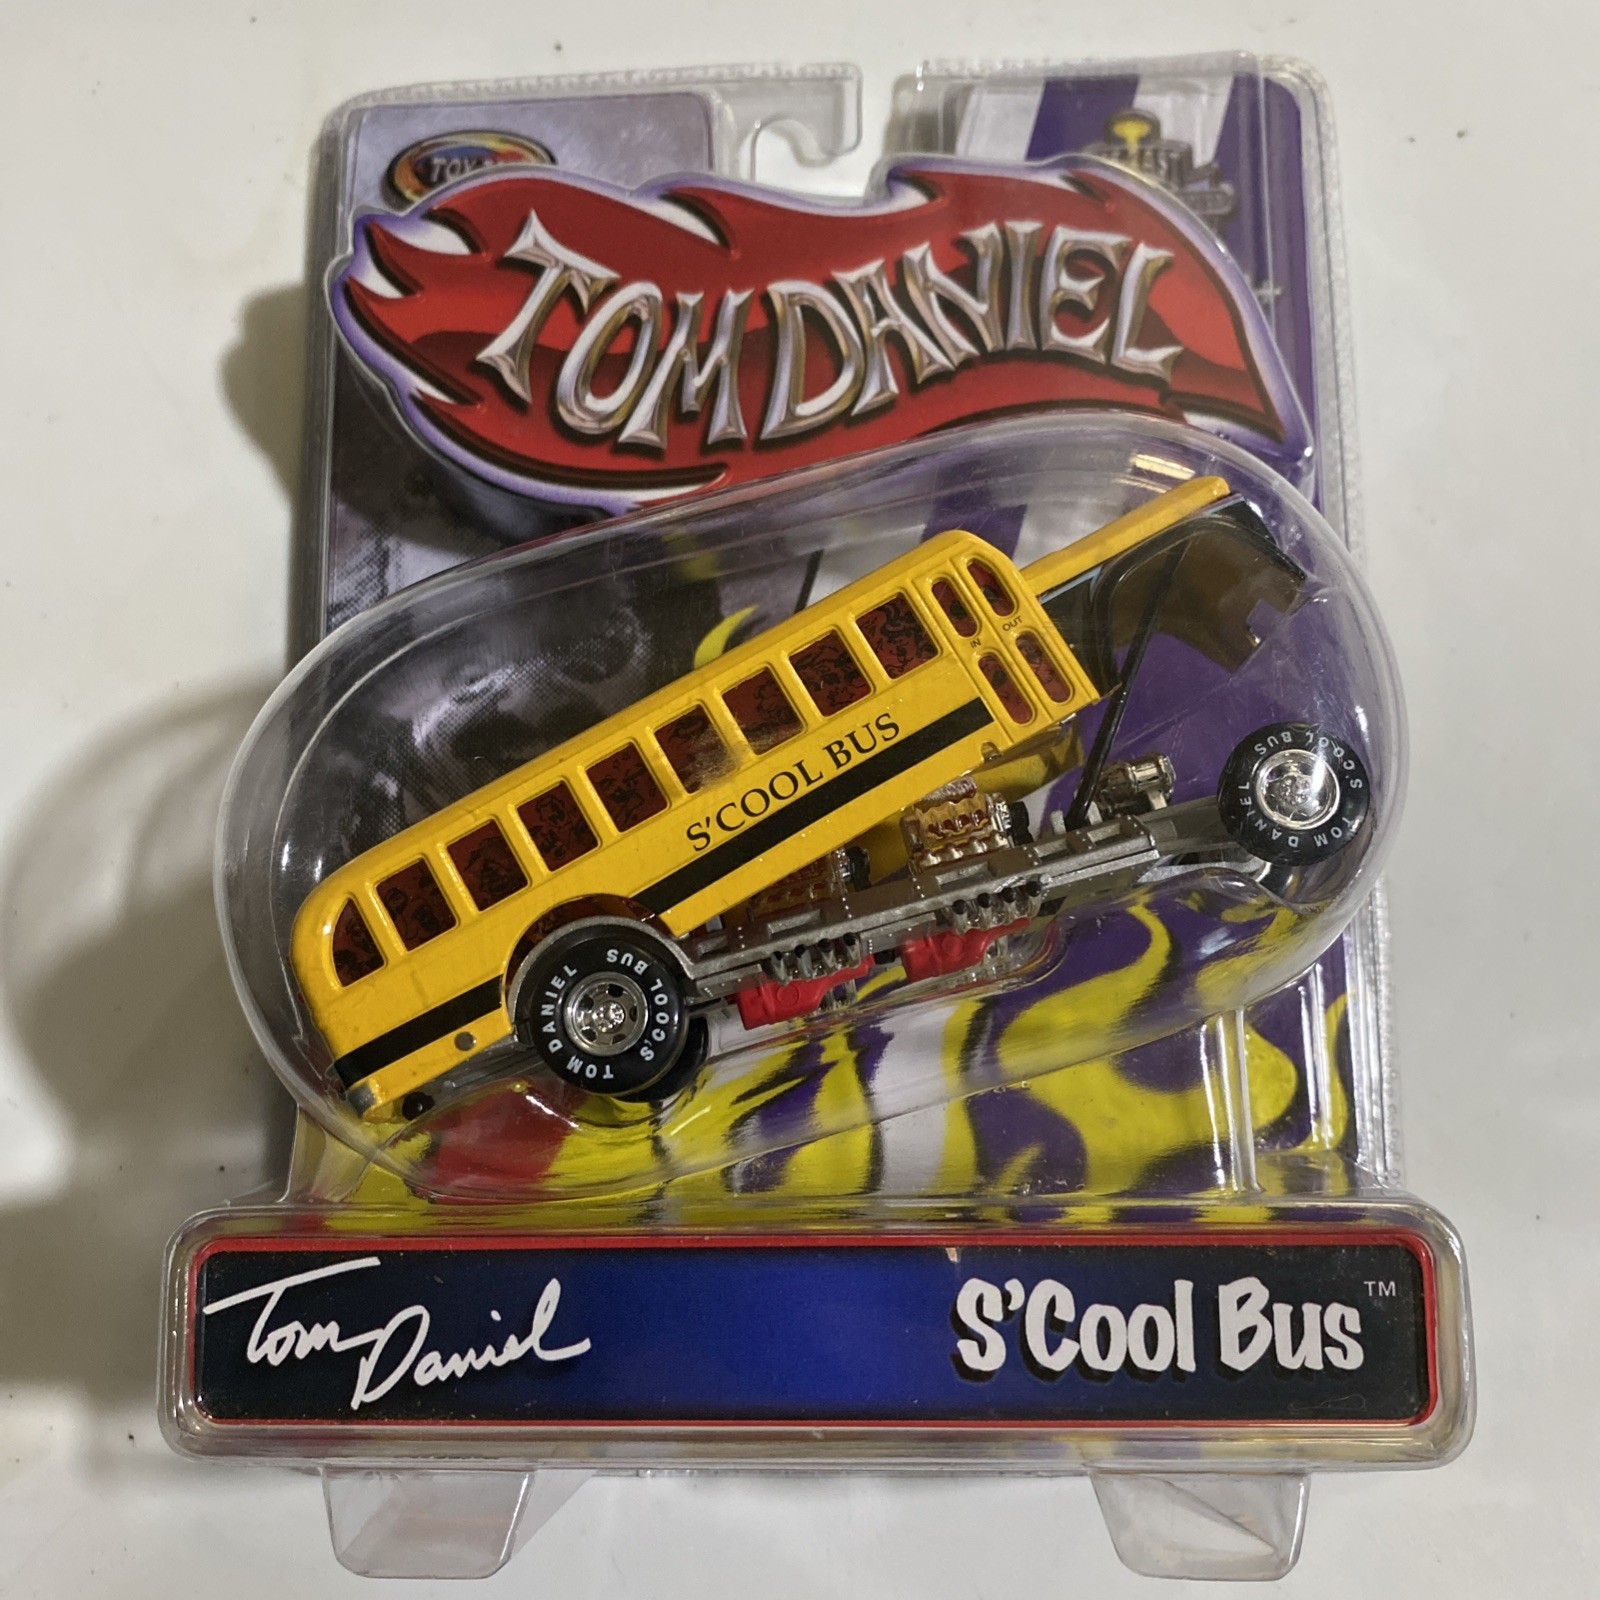 TOM DANIEL
OUT
IN
S'COOL BUS
S'COOL BUS
TOM DANIEL
S'COOL BUS
TOM DANIEL
Tom Daniel
S'Cool Bus™